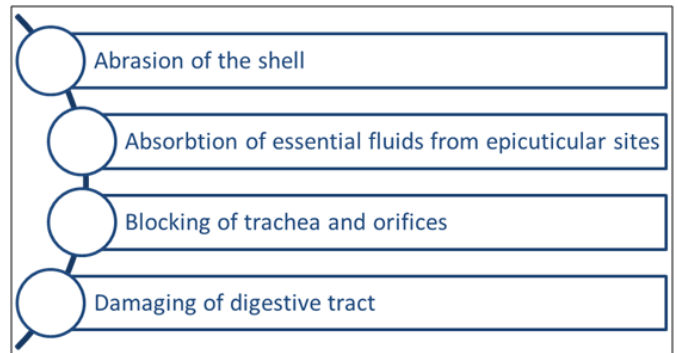 Abrasion of the shell
Absorbtion of essential fluids from epicuticular sites
Blocking of trachea and orifices
Damaging of digestive tract